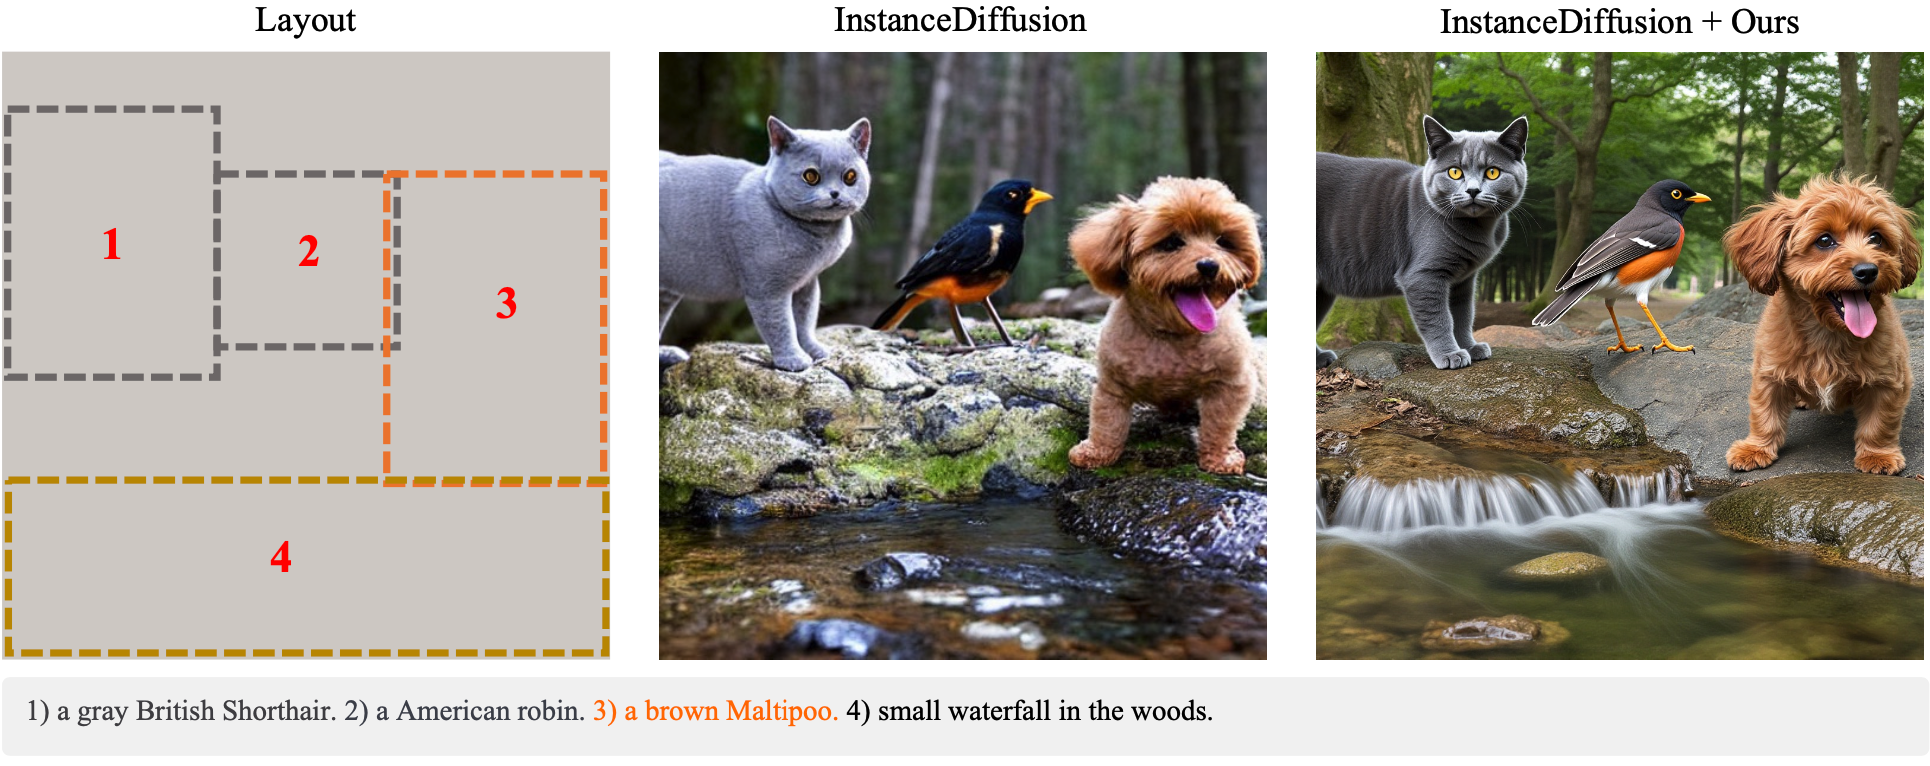 Layout
InstanceDiffusion
InstanceDiffusion + Ours
1
2
3
4
1) a gray British Shorthair. 2) a American robin. 3) a brown Maltipoo. 4) small waterfall in the woods.